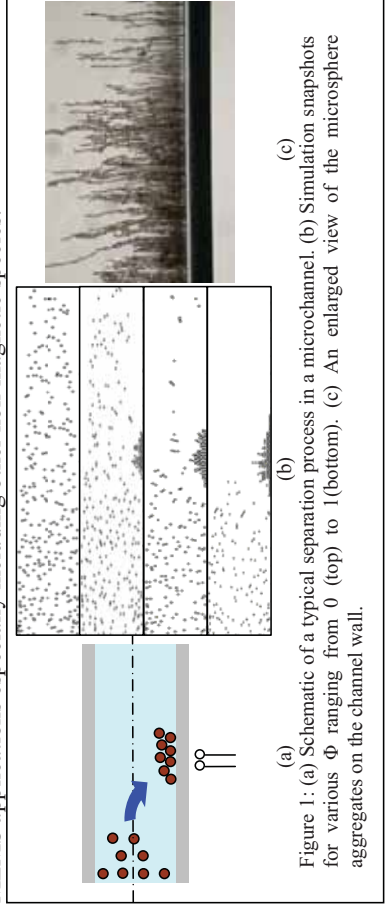 (a)
(b)
(c)
Figure 1: (a) Schematic of a typical separation process in a microchannel. (b) Simulation snapshots
for various Φ ranging from 0 (top) to 1(bottom). (c) An enlarged view of the microsphere
aggregates on the channel wall.